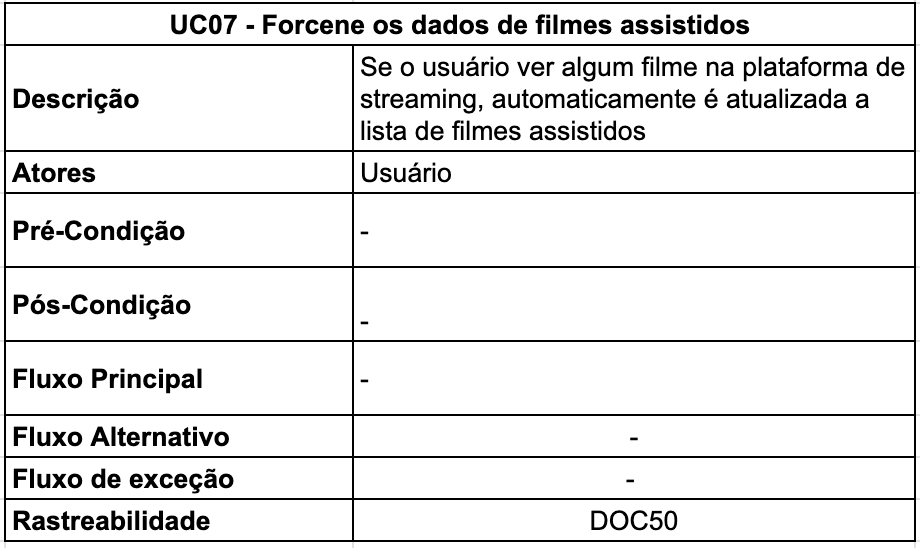 UC07 - Forcene os dados de filmes assistidos
Descrição
Se o usuário ver algum filme na plataforma de
streaming, automaticamente é atualizada a
lista de filmes assistidos
Atores
Usuário
Pré-Condição
-
Pós-Condição
-
Fluxo Principal
-
Fluxo Alternativo
-
Fluxo de exceção
-
Rastreabilidade
DOC50